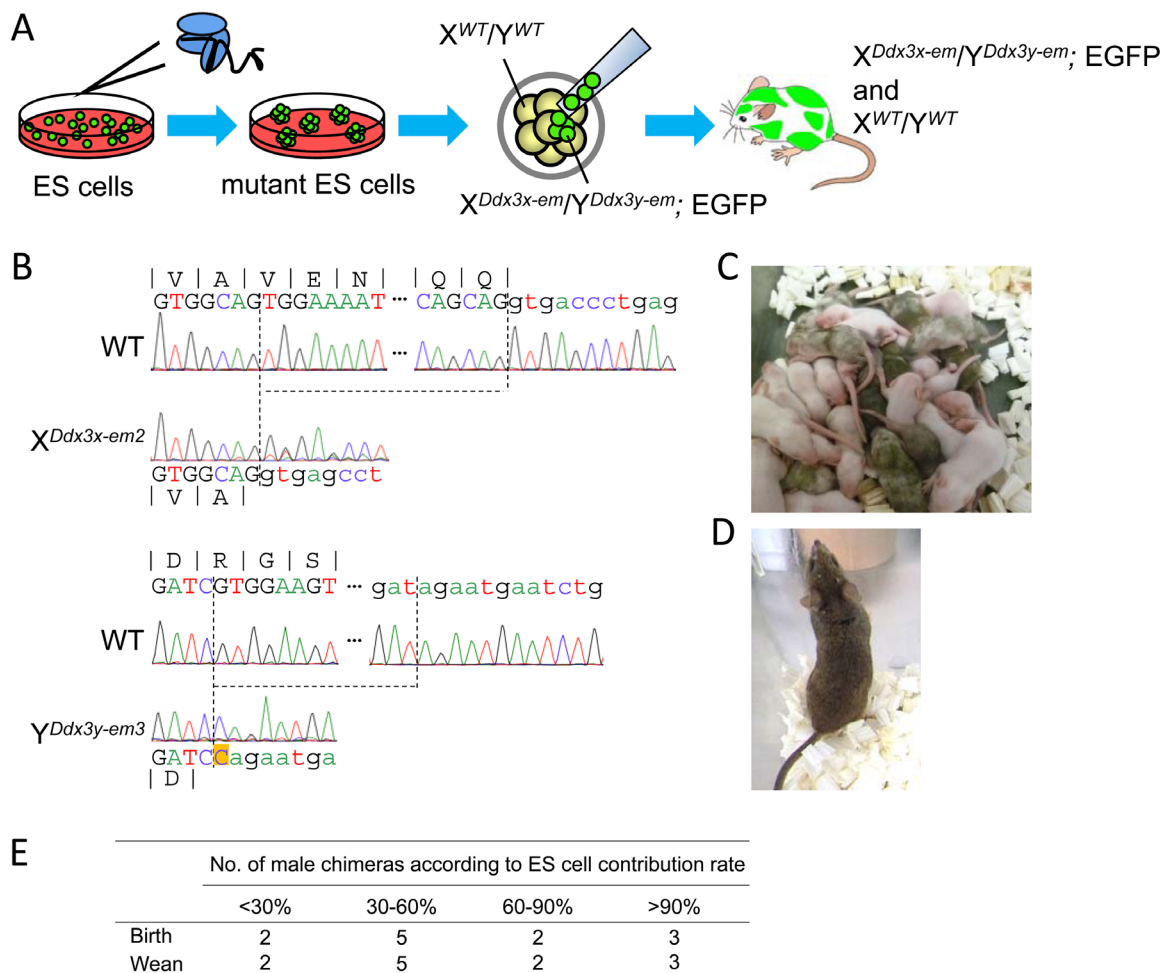 A
ES cells
mutant ES cells
X^WT/Y^WT
X^Ddx3x-em/Y^Ddx3y-em; EGFP
X^Ddx3x-em/Y^Ddx3y-em; EGFP
and
X^WT/Y^WT
B
| V | A | V | E | N | | Q | Q |
GTGGCAGTGGAAAAT ... CAGCAGgtgaccctgag
WT
...
X^Ddx3x-em2
GTGGCAGgtgagcct
| V | A |
| D | R | G | S |
GATCGTGGAAGT ... gatagaatgaatctg
WT
...
Y^Ddx3y-em3
GATCCagaatga
| D |
C
D
E
No. of male chimeras according to ES cell contribution rate
<30% 30-60% 60-90% >90%
Birth 2 5 2 3
Wean 2 5 2 3